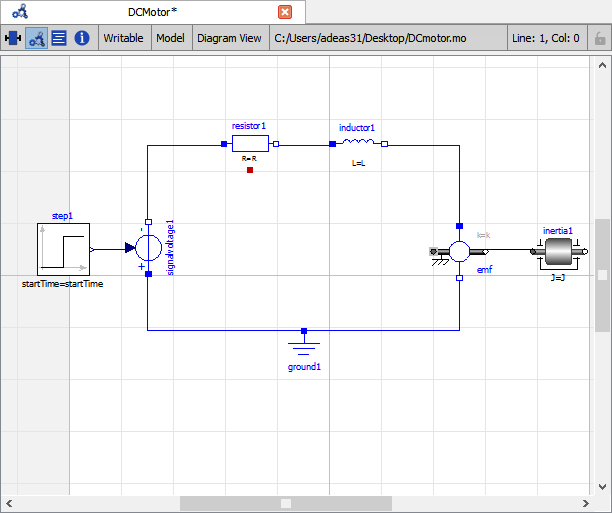 DCMotor*
Writable
Model
Diagram View
C:/Users/adeas31/Desktop/DCmotor.mo
Line: 1, Col: 0
resistor1
R=R
inductor1
L=L
step1
startTime=startTime
-
+
signalvoltage1
k=k
emf
inertia1
J=J
ground1